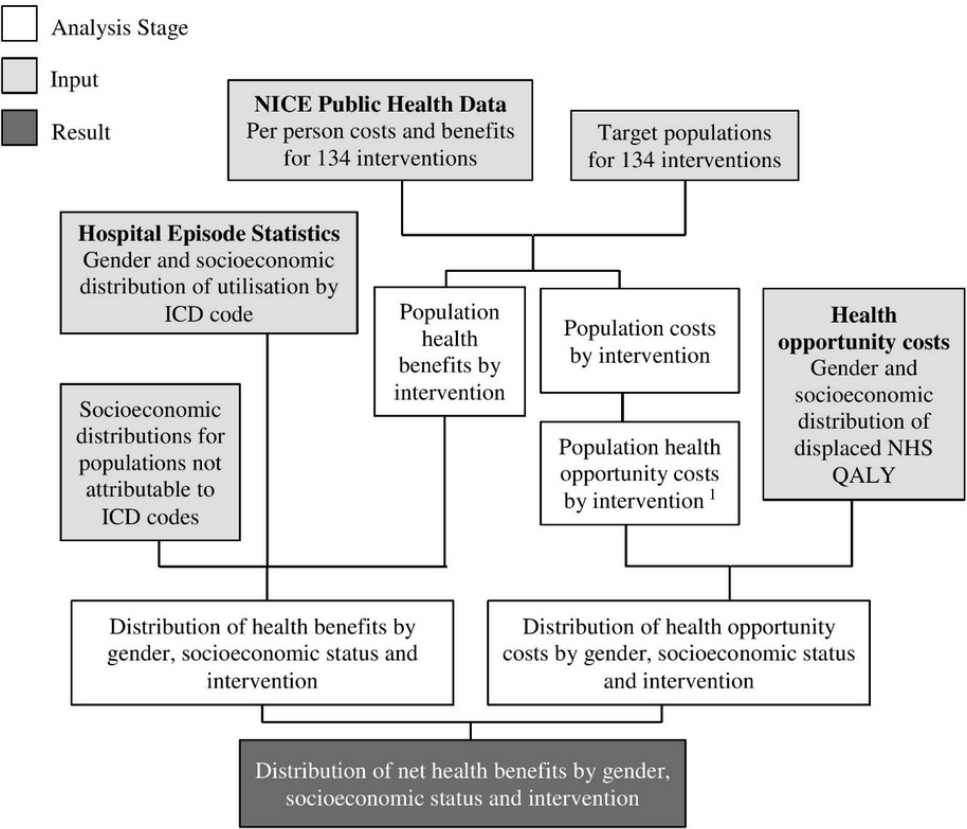 Analysis Stage
Input
Result
NICE Public Health Data
Per person costs and benefits
for 134 interventions
Target populations
for 134 interventions
Hospital Episode Statistics
Gender and socioeconomic
distribution of utilisation by
ICD code
Population
health
benefits by
intervention
Population costs
by intervention
Health
opportunity costs
Gender and
socioeconomic
distribution of
displaced NHS
QALY
Socioeconomic
distributions for
populations not
attributable to
ICD codes
Population health
opportunity costs
by intervention 1
Distribution of health benefits by
gender, socioeconomic status and
intervention
Distribution of health opportunity
costs by gender, socioeconomic status
and intervention
Distribution of net health benefits by gender,
socioeconomic status and intervention